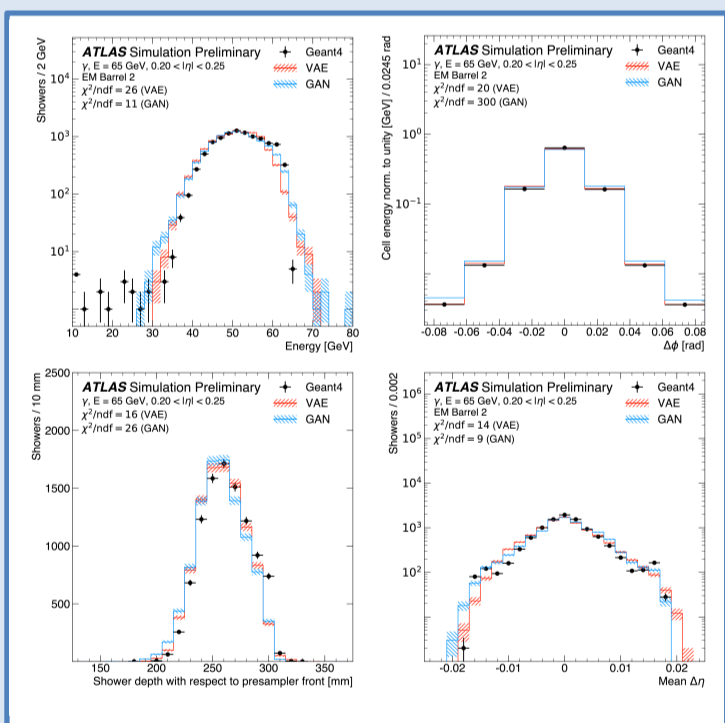 ATLAS Simulation Preliminary
γ, E = 65 GeV, 0.20 < |η| < 0.25
EM Barrel 2
χ²/ndf = 26 (VAE)
χ²/ndf = 11 (GAN)
Geant4
VAE
GAN
Showers / 2 GeV
10⁴
10³
10²
10¹
10 20 30 40 50 60 70 80
Energy [GeV]
ATLAS Simulation Preliminary
γ, E = 65 GeV, 0.20 < |η| < 0.25
EM Barrel 2
χ²/ndf = 20 (VAE)
χ²/ndf = 300 (GAN)
Geant4
VAE
GAN
Cell energy norm. to unity [GeV] / 0.0245 rad
10¹
10⁰
10⁻¹
-0.08 -0.06 -0.04 -0.02 0 0.02 0.04 0.06 0.08
Δϕ [rad]
ATLAS Simulation Preliminary
γ, E = 65 GeV, 0.20 < |η| < 0.25
χ²/ndf = 16 (VAE)
χ²/ndf = 26 (GAN)
Geant4
VAE
GAN
Showers / 10 mm
2500
2000
1500
1000
500
150 200 250 300 350
Shower depth with respect to presampler front [mm]
ATLAS Simulation Preliminary
γ, E = 65 GeV, 0.20 < |η| < 0.25
EM Barrel 2
χ²/ndf = 14 (VAE)
χ²/ndf = 9 (GAN)
Geant4
VAE
GAN
Showers / 0.002
10⁶
10⁵
10⁴
10³
10²
-0.02 -0.01 0 0.01 0.02
Mean Δη